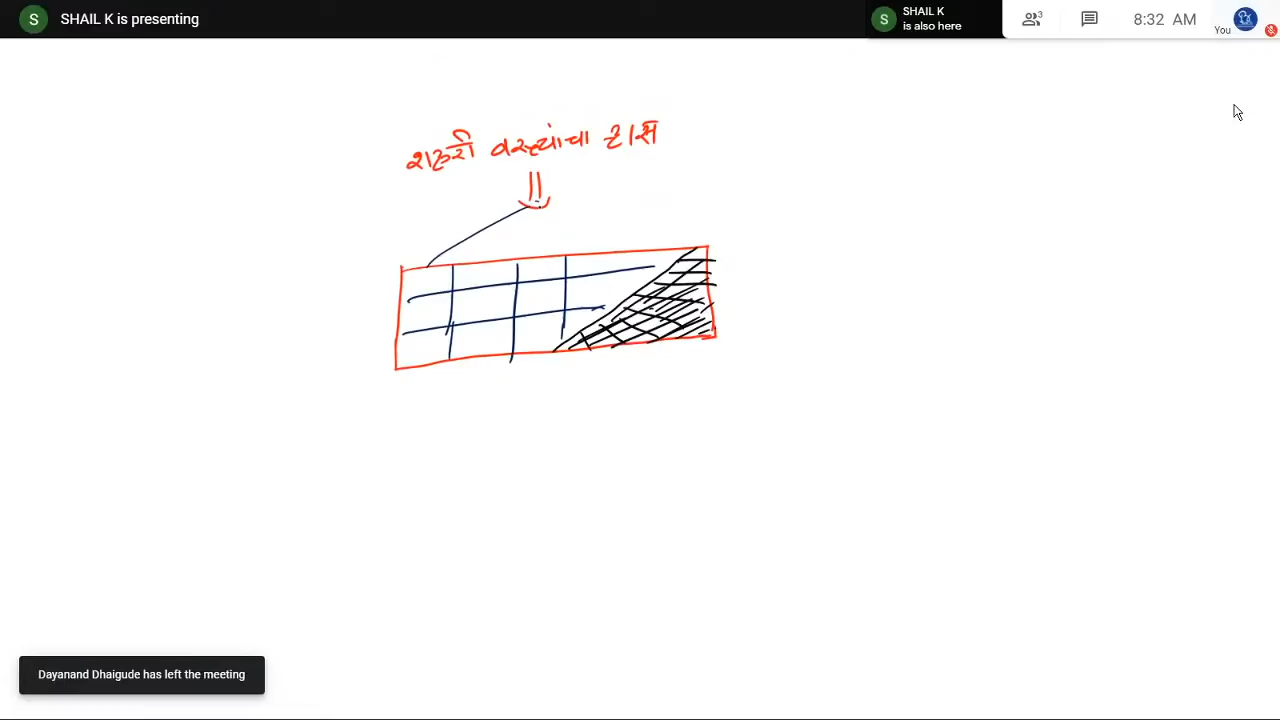 S SHAIL K is presenting
S SHAIL K
is also here
3
8:32 AM
You
शहरी वस्त्यांचा ऱ्हास
Dayanand Dhaigude has left the meeting